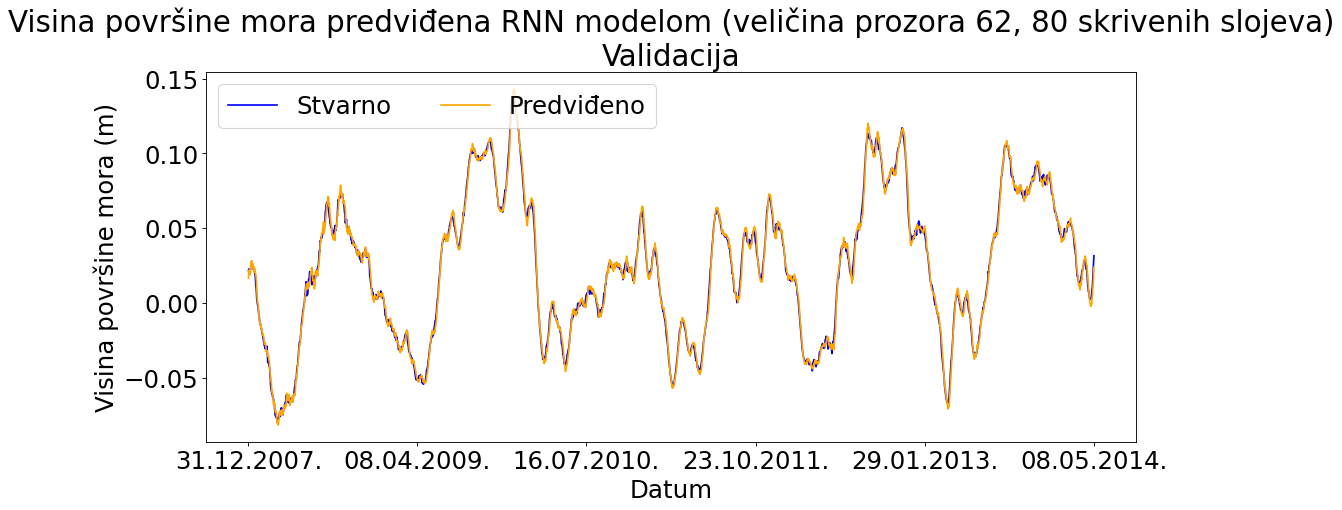 Visina površine mora predviđena RNN modelom (veličina prozora 62, 80 skrivenih slojeva)
Validacija
Stvarno
Predviđeno
Visina površine mora (m)
0.15
0.10
0.05
0.00
−0.05
31.12.2007. 08.04.2009. 16.07.2010. 23.10.2011. 29.01.2013. 08.05.2014.
Datum